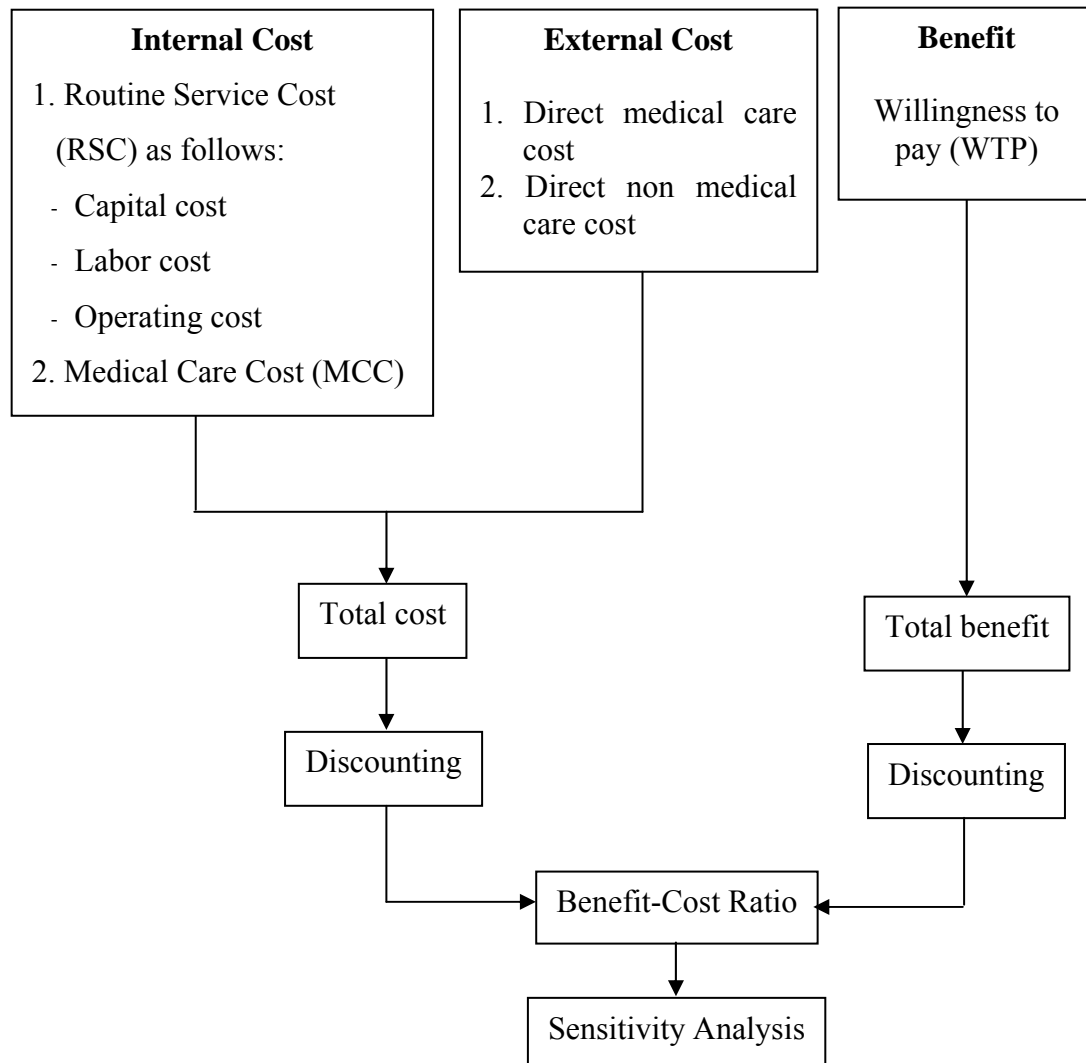 Internal Cost
1. Routine Service Cost
(RSC) as follows:
- Capital cost
- Labor cost
- Operating cost
2. Medical Care Cost (MCC)
External Cost
1. Direct medical care
cost
2. Direct non medical
care cost
Benefit
Willingness to
pay (WTP)
Total cost
Total benefit
Discounting
Discounting
Benefit-Cost Ratio
Sensitivity Analysis